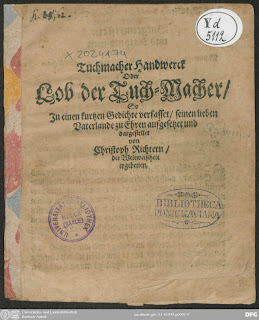 Yd
5112
X 2024174
Tuchmacher Handwerck
Oder
Lob der Tuch-Macher/
So
In einen kurtzen Gedichte verfasset/ seinen lieben
Vaterlande zu Ehren aufgesetzet und
dargestellet
von
Christoph Richtern/
der Weltweißheit
ergebenen.
BIBLIOTHECA
PONICKAVIANA